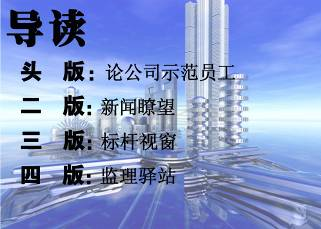 导读
头 版：论公司示范员工
二 版：新闻瞭望
三 版：标杆视窗
四 版：监理驿站